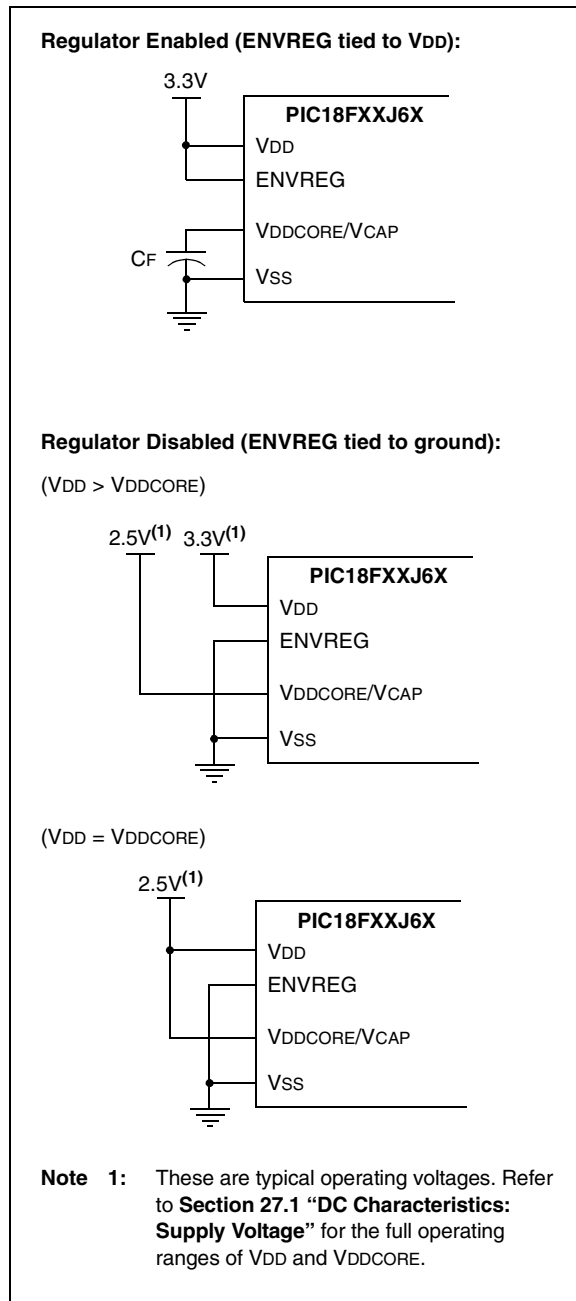 Regulator Enabled (ENVREG tied to VDD):
3.3V
PIC18FXXJ6X
VDD
ENVREG
VDDCORE/VCAP
CF
VSS
Regulator Disabled (ENVREG tied to ground):
(VDD > VDDCORE)
2.5V(1) 3.3V(1)
PIC18FXXJ6X
VDD
ENVREG
VDDCORE/VCAP
VSS
(VDD = VDDCORE)
2.5V(1)
PIC18FXXJ6X
VDD
ENVREG
VDDCORE/VCAP
VSS
Note 1: These are typical operating voltages. Refer
to Section 27.1 “DC Characteristics:
Supply Voltage” for the full operating
ranges of VDD and VDDCORE.